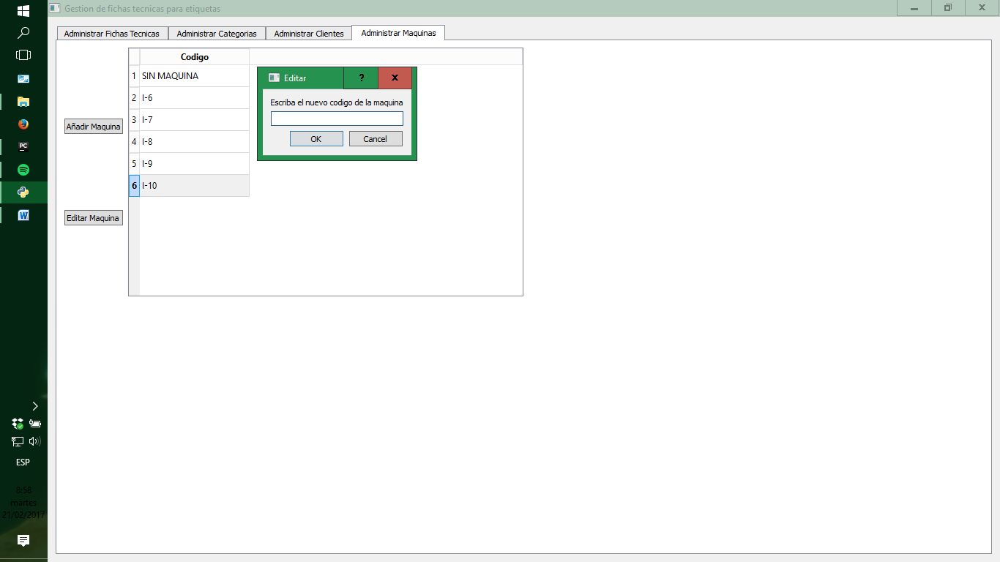 Gestion de fichas tecnicas para etiquetas
Administrar Fichas Tecnicas
Administrar Categorias
Administrar Clientes
Administrar Maquinas
Codigo
1 SIN MAQUINA
2 I-6
3 I-7
4 I-8
5 I-9
6 I-10
Añadir Maquina
Editar Maquina
Editar
?
x
Escriba el nuevo codigo de la maquina
OK
Cancel
PC
W
ESP
8:58
martes
21/02/2017